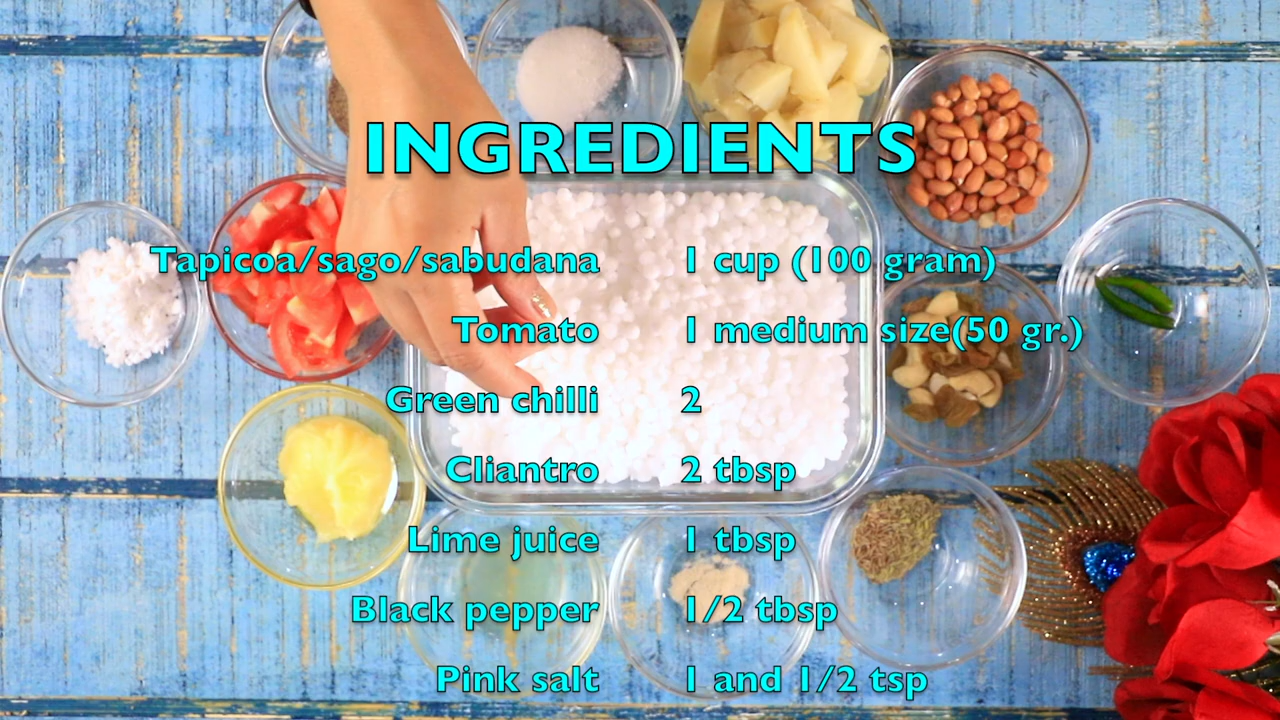 INGREDIENTS
Tapicoa/sago/sabudana 1 cup (100 gram)
Tomato 1 medium size(50 gr.)
Green chilli 2
Cliantro 2 tbsp
Lime juice 1 tbsp
Black pepper 1/2 tbsp
Pink salt 1 and 1/2 tsp